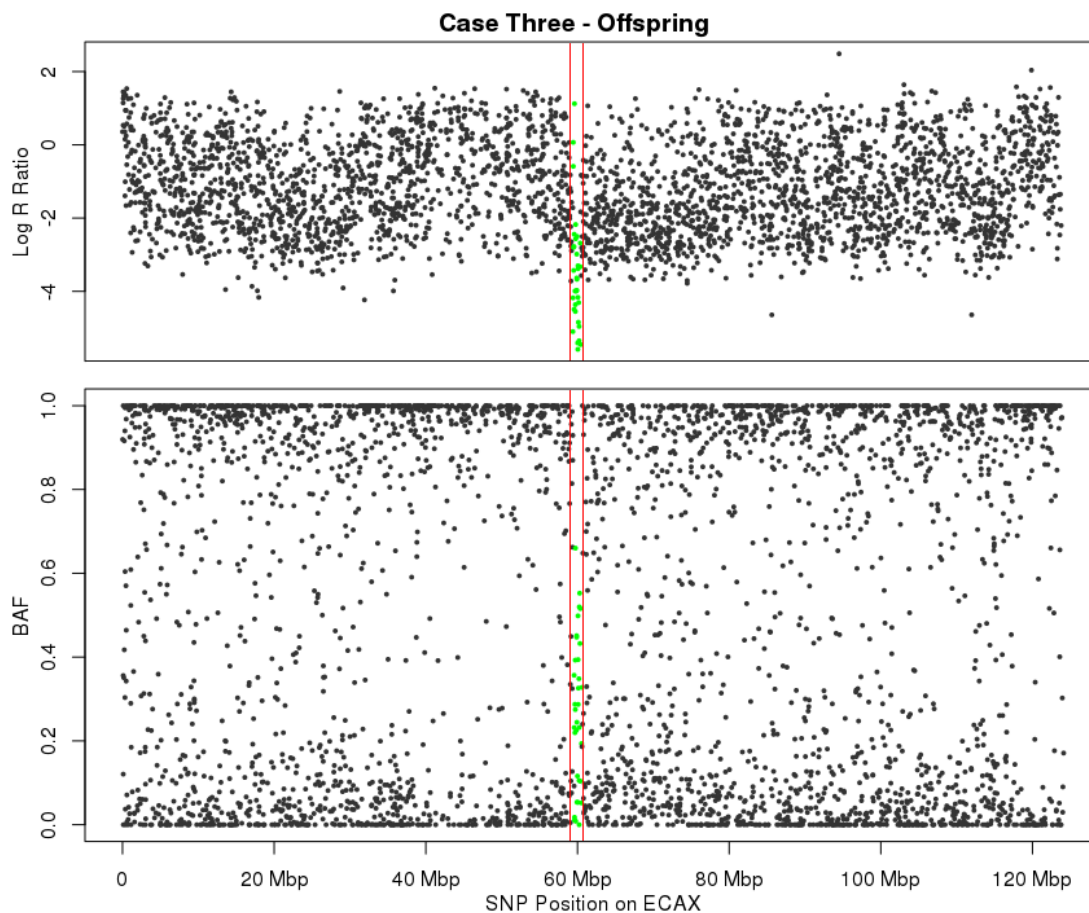 Case Three - Offspring
Log R Ratio
2
0
-2
-4
BAF
1.0
0.8
0.6
0.4
0.2
0.0
0
20 Mbp
40 Mbp
60 Mbp
80 Mbp
100 Mbp
120 Mbp
SNP Position on ECAX